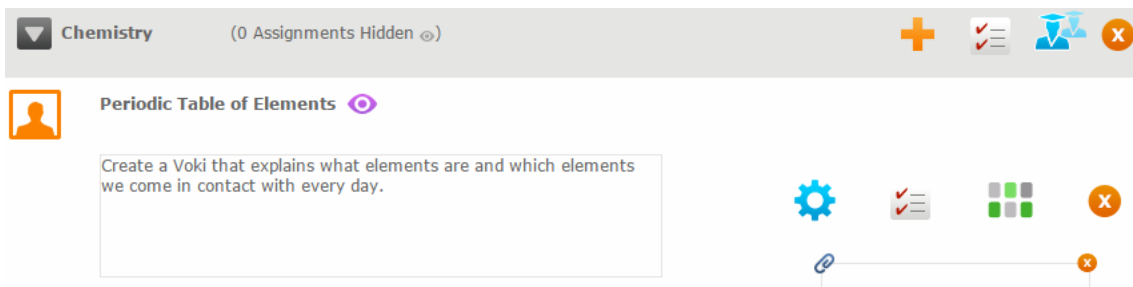 Chemistry (0 Assignments Hidden)
Periodic Table of Elements
Create a Voki that explains what elements are and which elements
we come in contact with every day.